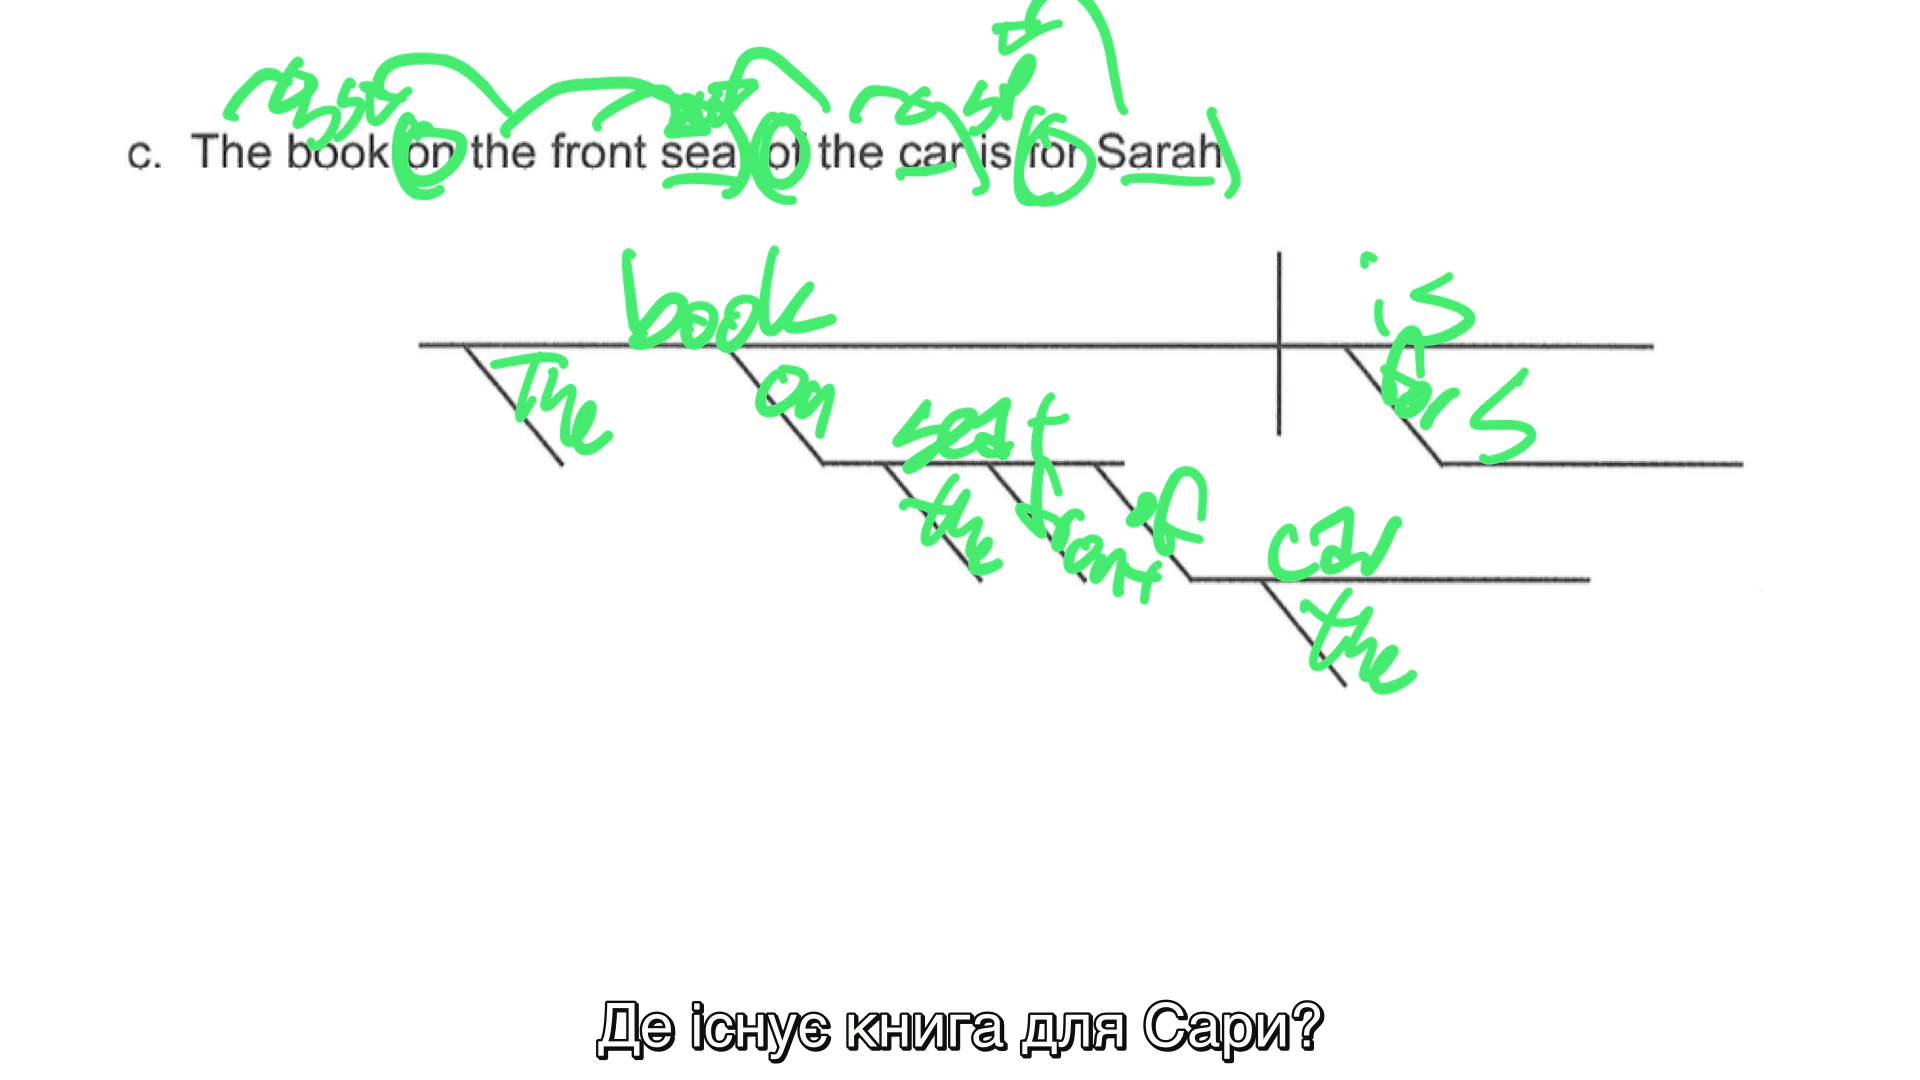 c. The book on the front seat of the car is for Sarah
book
is
The
on
for S
seat
the
front
of
car
the
Де існує книга для Сари?